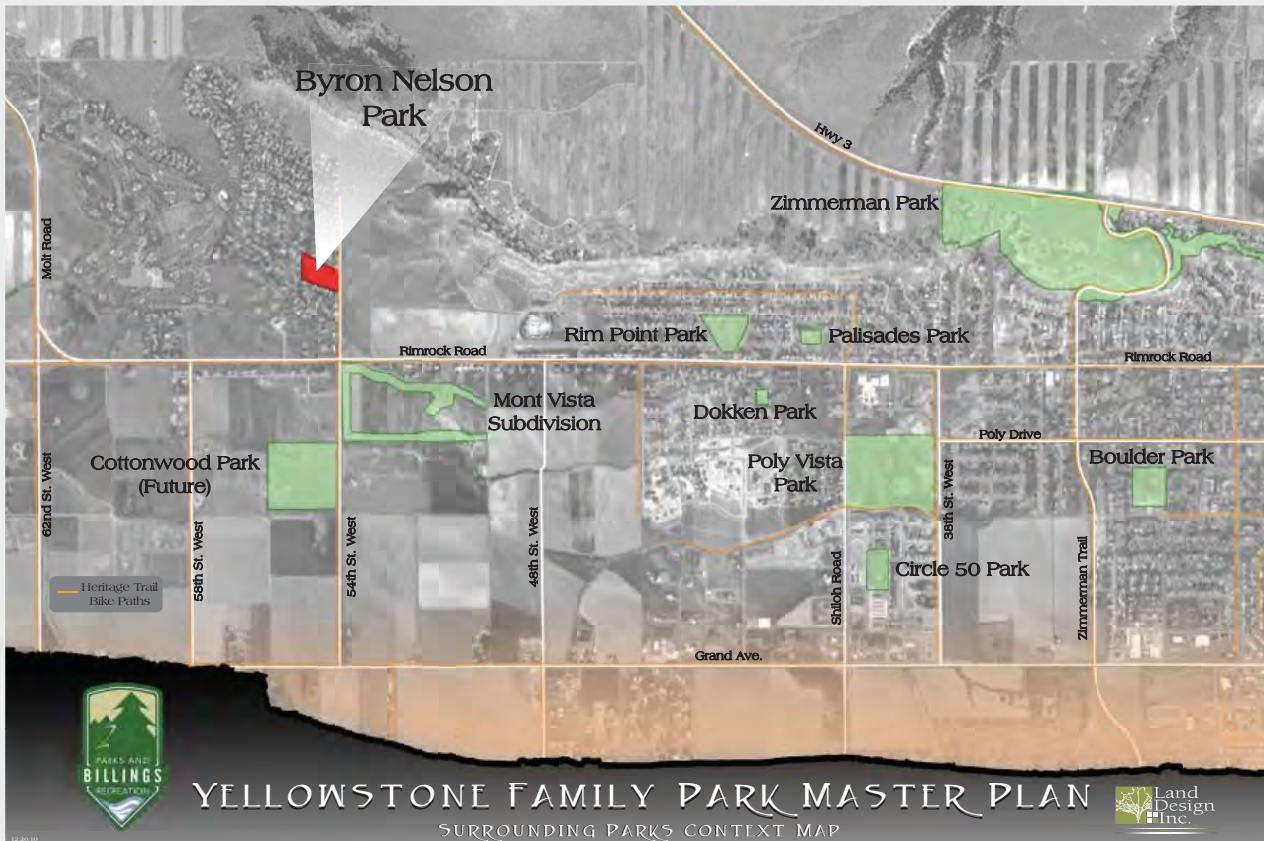 Byron Nelson
Park
Hwy 3
Zimmerman Park
Molt Road
Rim Point Park
Palisades Park
Rimrock Road
Rimrock Road
Mont Vista
Subdivision
Dokken Park
Poly Drive
Cottonwood Park
(Future)
Poly Vista
Park
Boulder Park
62nd St. West
58th St. West
54th St. West
48th St. West
38th St. West
Circle 50 Park
Shiloh Road
Zimmerman Trail
Heritage Trail
Bike Paths
Grand Ave.
PARKS AND
BILLINGS
RECREATION
YELLOWSTONE FAMILY PARK MASTER PLAN
SURROUNDING PARKS CONTEXT MAP
Land
Design
Inc.
12.20.10